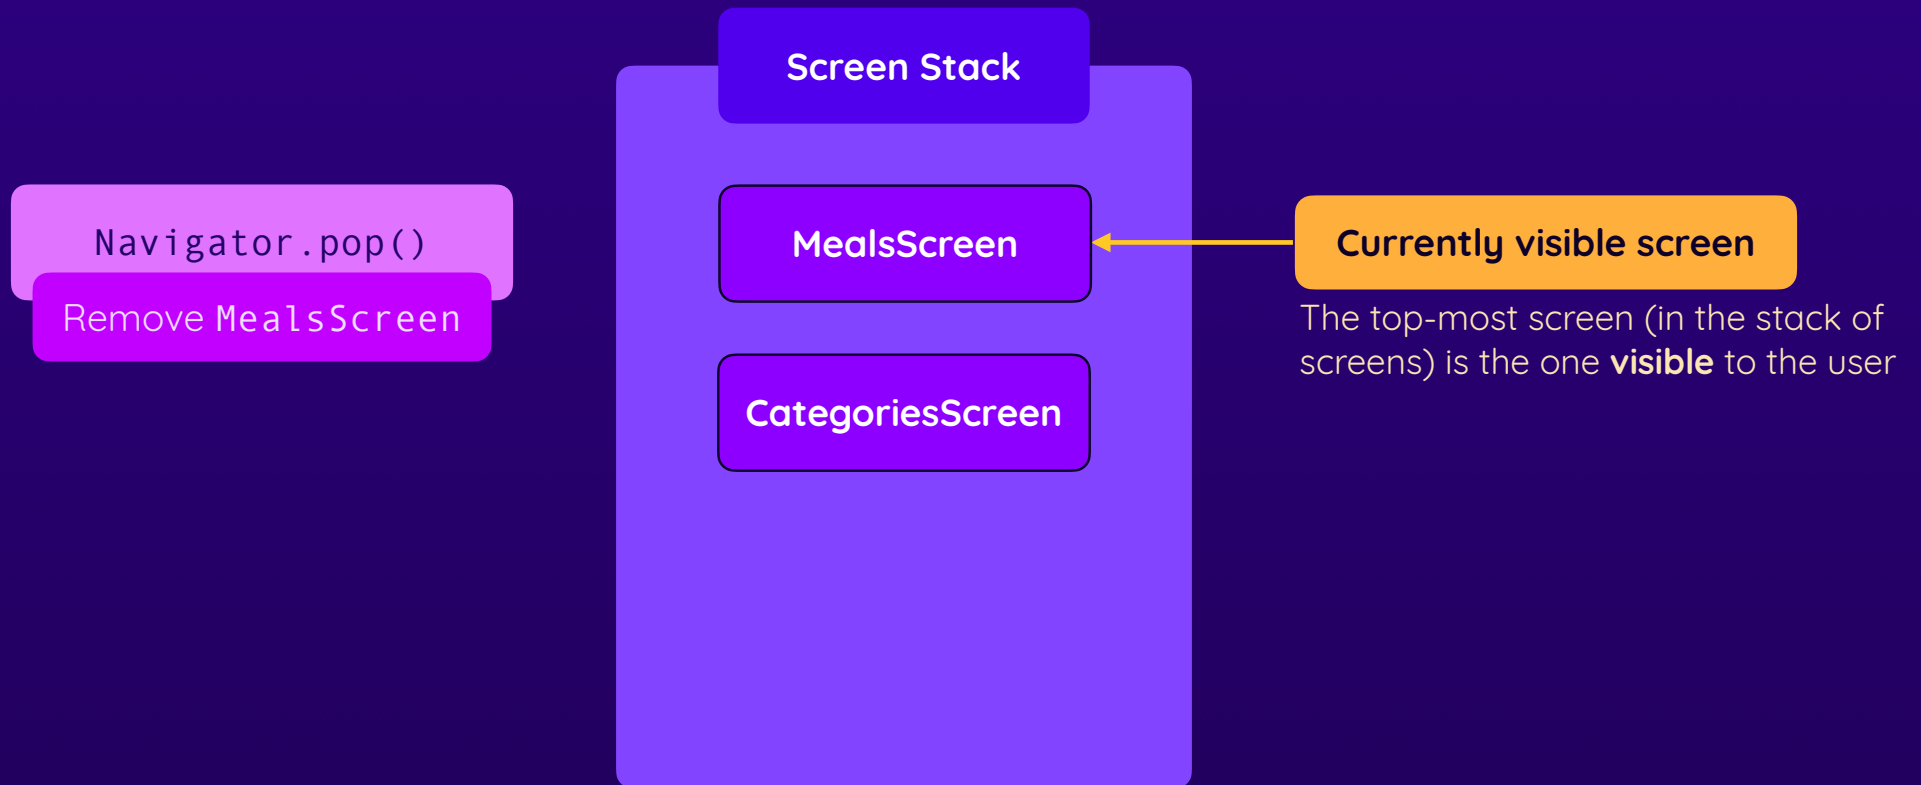 Screen Stack
Navigator.pop()
Remove MealsScreen
MealsScreen
CategoriesScreen
Currently visible screen
The top-most screen (in the stack of
screens) is the one visible to the user